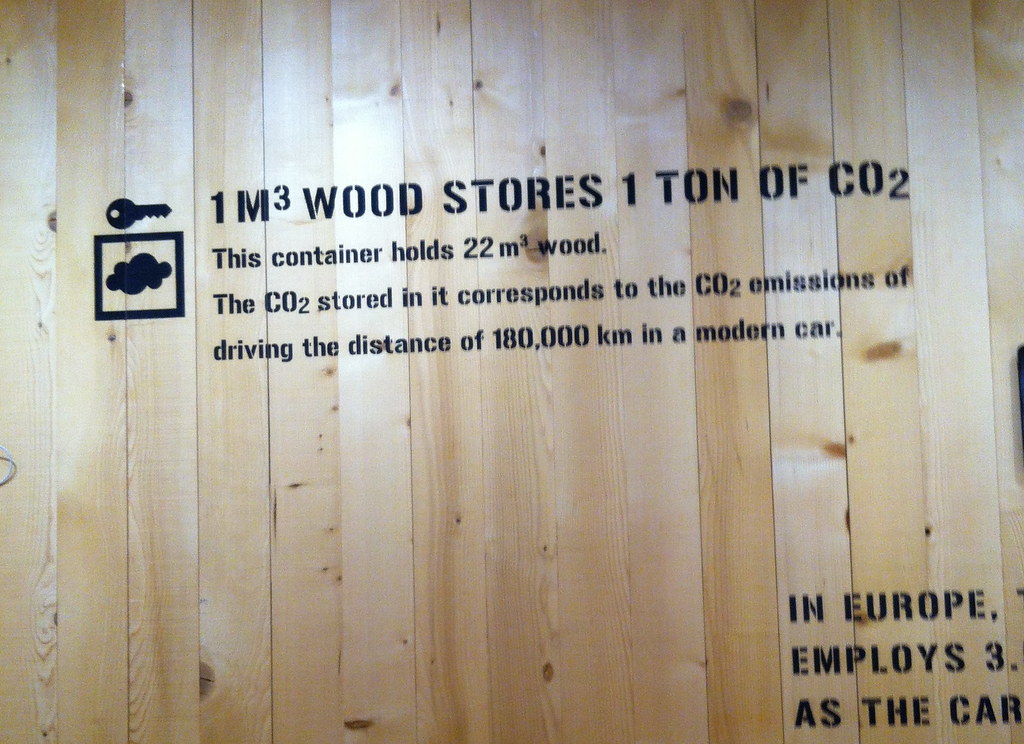 1 M³ WOOD STORES 1 TON OF CO₂
This container holds 22 m³ wood.
The CO₂ stored in it corresponds to the CO₂ emissions of
driving the distance of 180,000 km in a modern car.
IN EUROPE,
EMPLOYS 3.
AS THE CAR